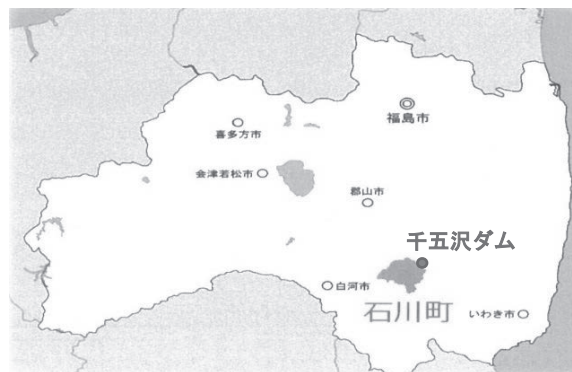 福島市
喜多方市
会津若松市
郡山市
千五沢ダム
白河市
石川町
いわき市